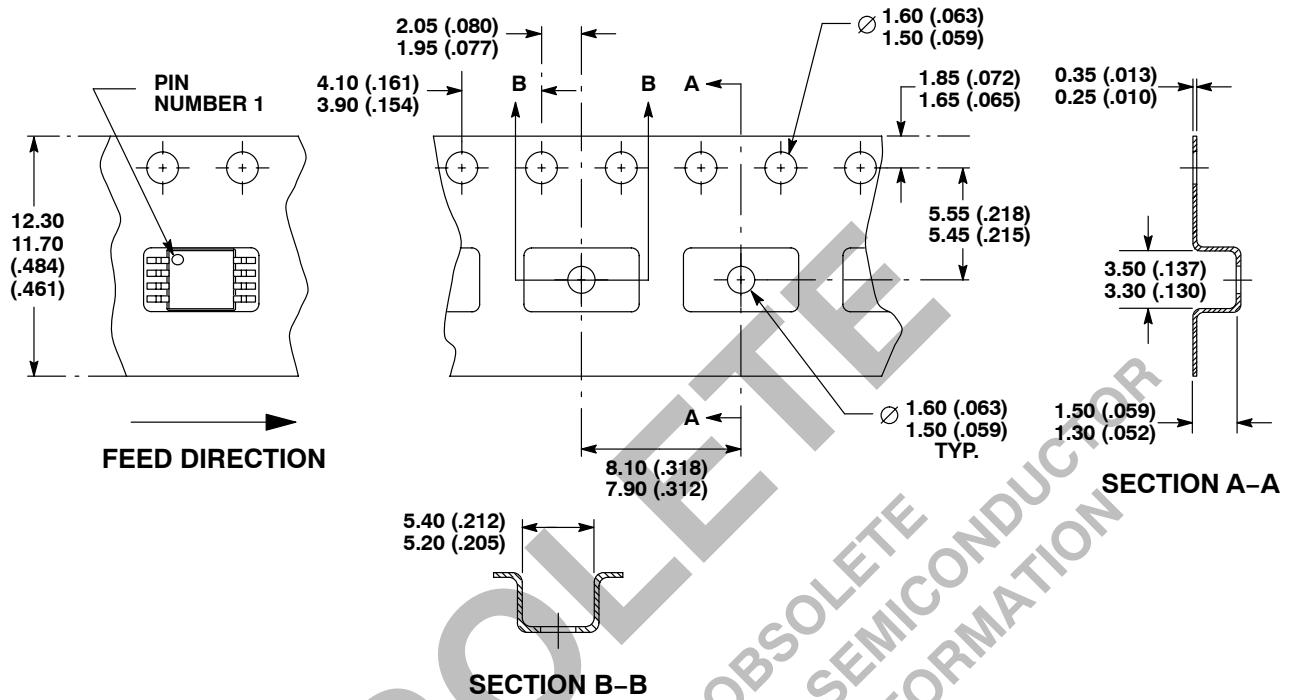 2.05 (.080)
1.95 (.077)
⌀ 1.60 (.063)
1.50 (.059)
PIN
NUMBER 1
4.10 (.161)
3.90 (.154)
B
B
A
1.85 (.072)
1.65 (.065)
0.35 (.013)
0.25 (.010)
12.30
11.70
(.484)
(.461)
5.55 (.218)
5.45 (.215)
3.50 (.137)
3.30 (.130)
A
⌀ 1.60 (.063)
1.50 (.059)
TYP.
1.50 (.059)
1.30 (.052)
FEED DIRECTION
8.10 (.318)
7.90 (.312)
SECTION A–A
5.40 (.212)
5.20 (.205)
SECTION B–B
OLETE
OBSOLETE
SEMICONDUCTOR
FORMATION